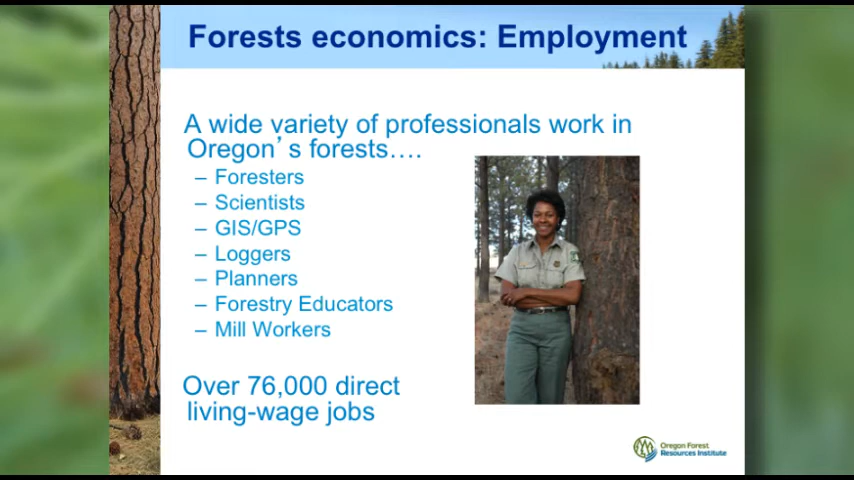 Forests economics: Employment
A wide variety of professionals work in
Oregon’s forests….
– Foresters
– Scientists
– GIS/GPS
– Loggers
– Planners
– Forestry Educators
– Mill Workers
Over 76,000 direct
living-wage jobs
Oregon Forest
Resources Institute